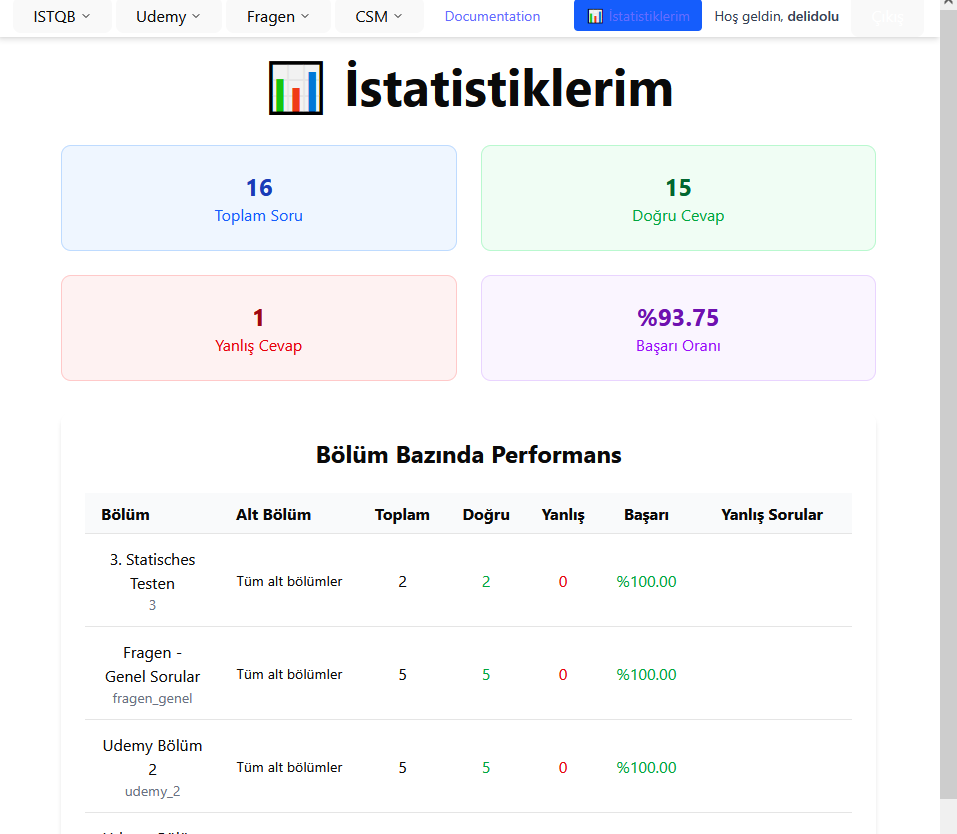 ISTQB Udemy Fragen CSM Documentation İstatistiklerim Hoş geldin, delidolu Çıkış
İstatistiklerim
16
Toplam Soru
15
Doğru Cevap
1
Yanlış Cevap
%93.75
Başarı Oranı
Bölüm Bazında Performans
Bölüm Alt Bölüm Toplam Doğru Yanlış Başarı Yanlış Sorular
3. Statisches
Testen
3
Tüm alt bölümler 2 2 0 %100.00
Fragen -
Genel Sorular
fragen_genel
Tüm alt bölümler 5 5 0 %100.00
Udemy Bölüm
2
udemy_2
Tüm alt bölümler 5 5 0 %100.00